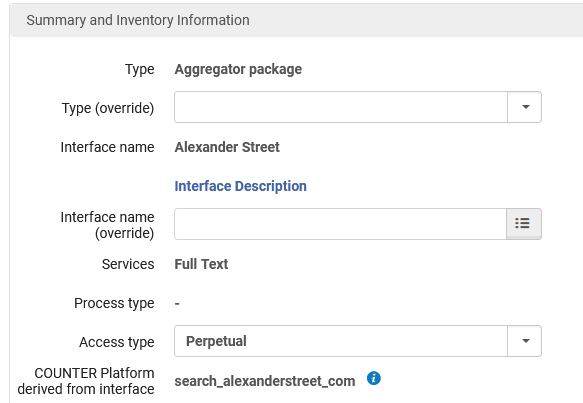 Summary and Inventory Information
Type Aggregator package
Type (override)
Interface name Alexander Street
Interface Description
Interface name
(override)
Services Full Text
Process type -
Access type Perpetual
COUNTER Platform
derived from interface search_alexanderstreet_com